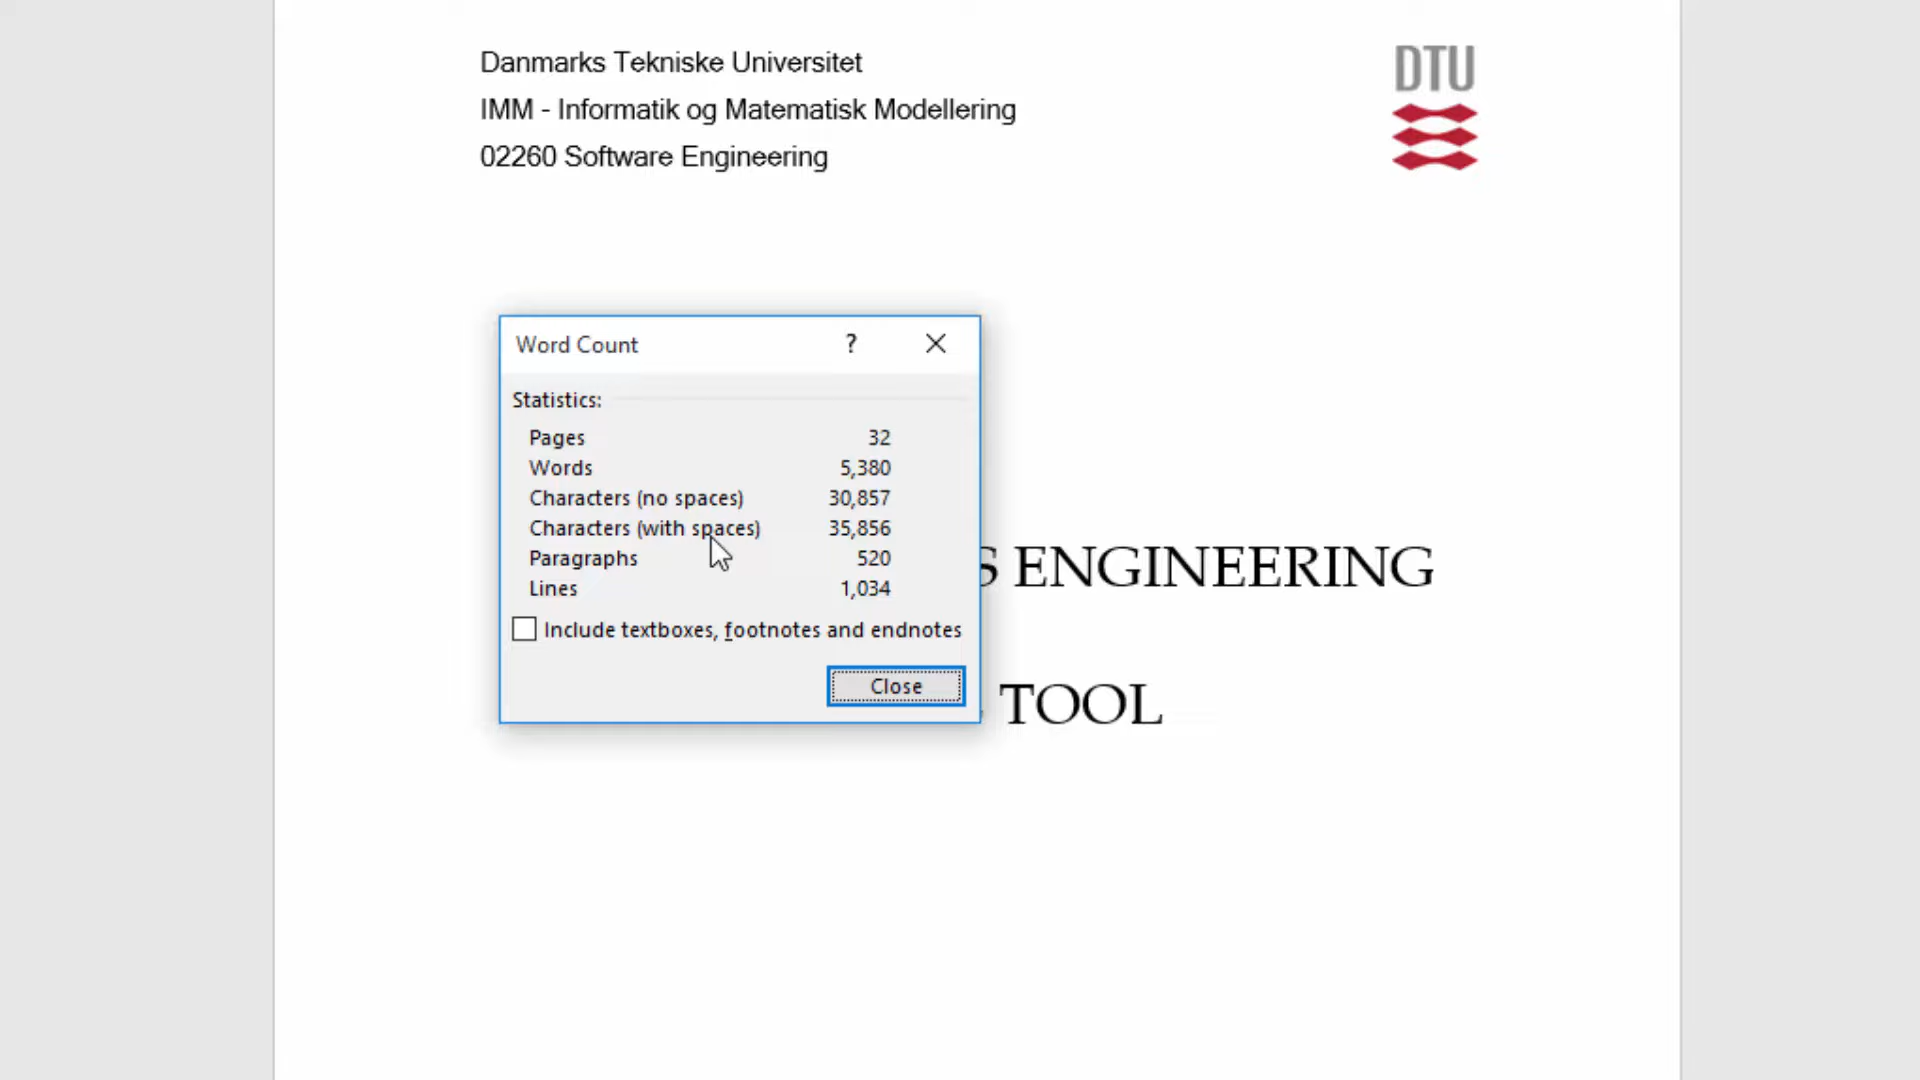 Danmarks Tekniske Universitet
DTU
IMM - Informatik og Matematisk Modellering
02260 Software Engineering
Word Count ?
Statistics:
Pages 32
Words 5,380
Characters (no spaces) 30,857
Characters (with spaces) 35,856
Paragraphs 520
Lines 1,034
Include textboxes, footnotes and endnotes
Close
S ENGINEERING
TOOL